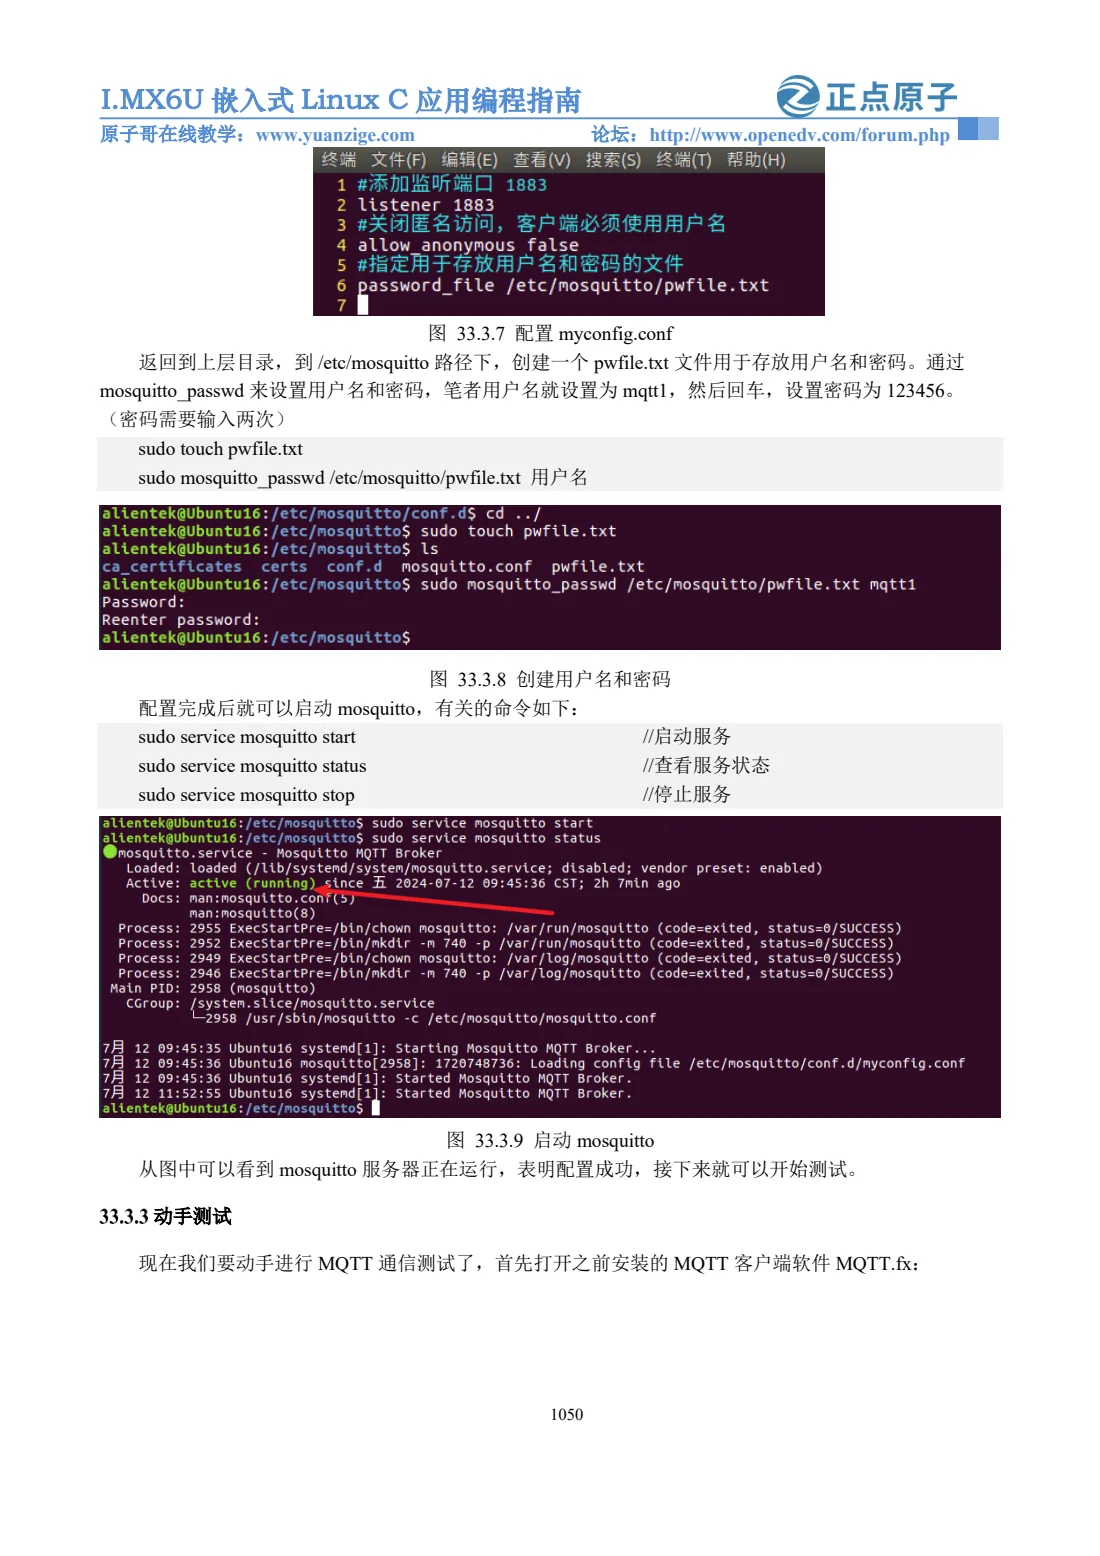 I.MX6U 嵌入式 Linux C 应用编程指南
正点原子
原子哥在线教学：www.yuanzige.com 论坛：http://www.openedv.com/forum.php
终端 文件(F) 编辑(E) 查看(V) 搜索(S) 终端(T) 帮助(H)
1 #添加监听端口 1883
2 listener 1883
3 #关闭匿名访问，客户端必须使用用户名
4 allow_anonymous false
5 #指定用于存放用户名和密码的文件
6 password_file /etc/mosquitto/pwfile.txt
7
图 33.3.7 配置 myconfig.conf
返回到上层目录，到 /etc/mosquitto 路径下，创建一个 pwfile.txt 文件用于存放用户名和密码。通过
mosquitto_passwd 来设置用户名和密码，笔者用户名就设置为 mqtt1，然后回车，设置密码为 123456。
（密码需要输入两次）
sudo touch pwfile.txt
sudo mosquitto_passwd /etc/mosquitto/pwfile.txt 用户名
alientek@Ubuntu16:/etc/mosquitto/conf.d$ cd ../
alientek@Ubuntu16:/etc/mosquitto$ sudo touch pwfile.txt
alientek@Ubuntu16:/etc/mosquitto$ ls
ca_certificates certs conf.d mosquitto.conf pwfile.txt
alientek@Ubuntu16:/etc/mosquitto$ sudo mosquitto_passwd /etc/mosquitto/pwfile.txt mqtt1
Password:
Reenter password:
alientek@Ubuntu16:/etc/mosquitto$
图 33.3.8 创建用户名和密码
配置完成后就可以启动 mosquitto，有关的命令如下：
sudo service mosquitto start //启动服务
sudo service mosquitto status //查看服务状态
sudo service mosquitto stop //停止服务
alientek@Ubuntu16:/etc/mosquitto$ sudo service mosquitto start
alientek@Ubuntu16:/etc/mosquitto$ sudo service mosquitto status
mosquitto.service - Mosquitto MQTT Broker
Loaded: loaded (/lib/systemd/system/mosquitto.service; disabled; vendor preset: enabled)
Active: active (running) since 五 2024-07-12 09:45:36 CST; 2h 7min ago
Docs: man:mosquitto.conf(5)
man:mosquitto(8)
Process: 2955 ExecStartPre=/bin/chown mosquitto: /var/run/mosquitto (code=exited, status=0/SUCCESS)
Process: 2952 ExecStartPre=/bin/mkdir -m 740 -p /var/run/mosquitto (code=exited, status=0/SUCCESS)
Process: 2949 ExecStartPre=/bin/chown mosquitto: /var/log/mosquitto (code=exited, status=0/SUCCESS)
Process: 2946 ExecStartPre=/bin/mkdir -m 740 -p /var/log/mosquitto (code=exited, status=0/SUCCESS)
Main PID: 2958 (mosquitto)
CGroup: /system.slice/mosquitto.service
└─2958 /usr/sbin/mosquitto -c /etc/mosquitto/mosquitto.conf
7月 12 09:45:35 Ubuntu16 systemd[1]: Starting Mosquitto MQTT Broker...
7月 12 09:45:36 Ubuntu16 mosquitto[2958]: 1720748736: Loading config file /etc/mosquitto/conf.d/myconfig.conf
7月 12 09:45:36 Ubuntu16 systemd[1]: Started Mosquitto MQTT Broker.
7月 12 11:52:55 Ubuntu16 systemd[1]: Started Mosquitto MQTT Broker.
alientek@Ubuntu16:/etc/mosquitto$
图 33.3.9 启动 mosquitto
从图中可以看到 mosquitto 服务器正在运行，表明配置成功，接下来就可以开始测试。
33.3.3 动手测试
现在我们要动手进行 MQTT 通信测试了，首先打开之前安装的 MQTT 客户端软件 MQTT.fx：
1050